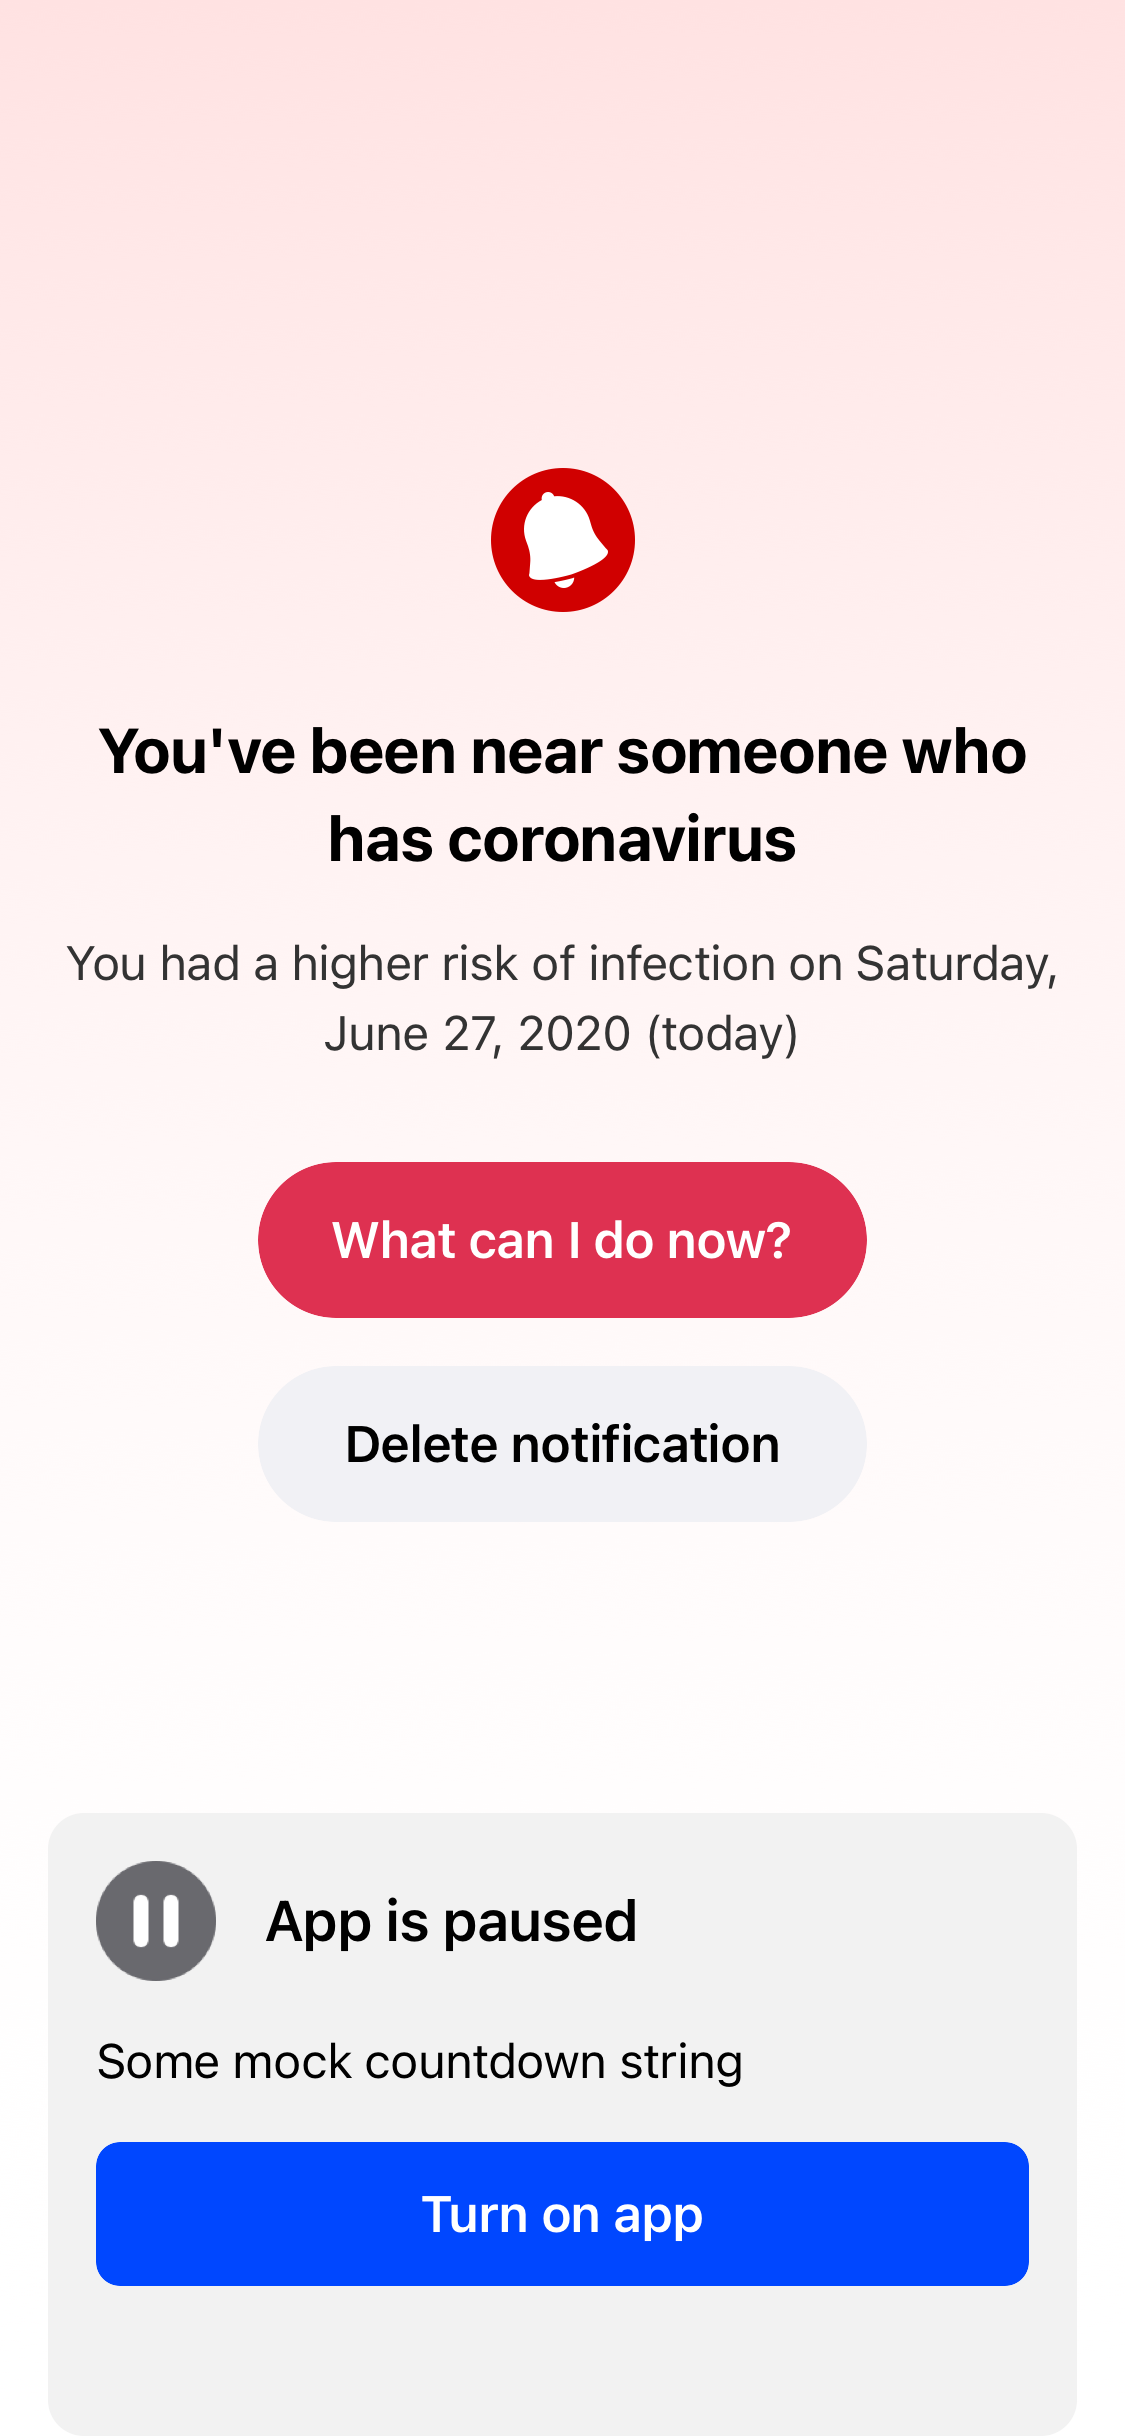 You've been near someone who
has coronavirus
You had a higher risk of infection on Saturday,
June 27, 2020 (today)
What can I do now?
Delete notification
App is paused
Some mock countdown string
Turn on app